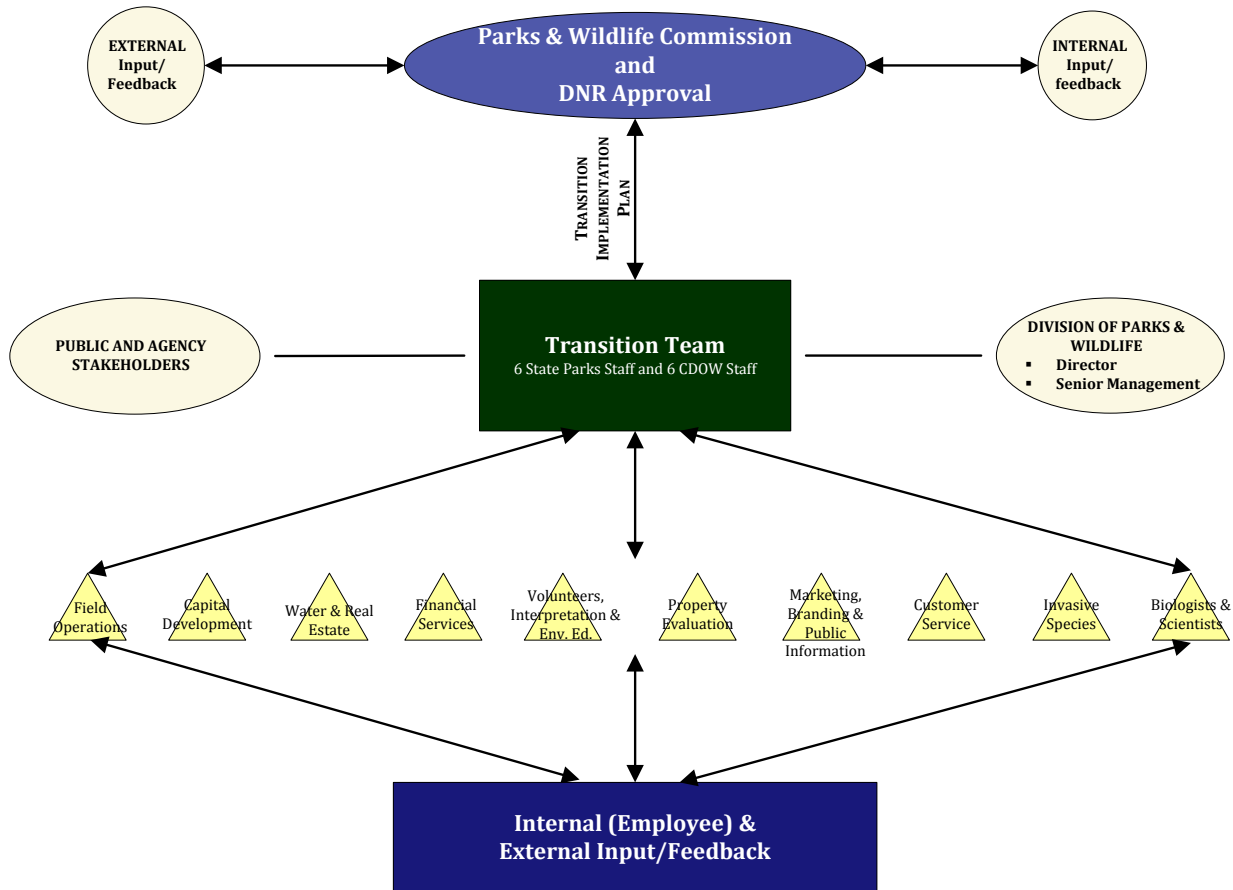 EXTERNAL
Input/
Feedback
Parks & Wildlife Commission
and
DNR Approval
INTERNAL
Input/
feedback
TRANSITION
IMPLEMENTATION
PLAN
PUBLIC AND AGENCY
STAKEHOLDERS
Transition Team
6 State Parks Staff and 6 CDOW Staff
DIVISION OF PARKS &
WILDLIFE
▪ Director
▪ Senior Management
Field
Operations
Capital
Development
Water & Real
Estate
Financial
Services
Volunteers,
Interpretation &
Env. Ed.
Property
Evaluation
Marketing,
Branding &
Public
Information
Customer
Service
Invasive
Species
Biologists &
Scientists
Internal (Employee) &
External Input/Feedback